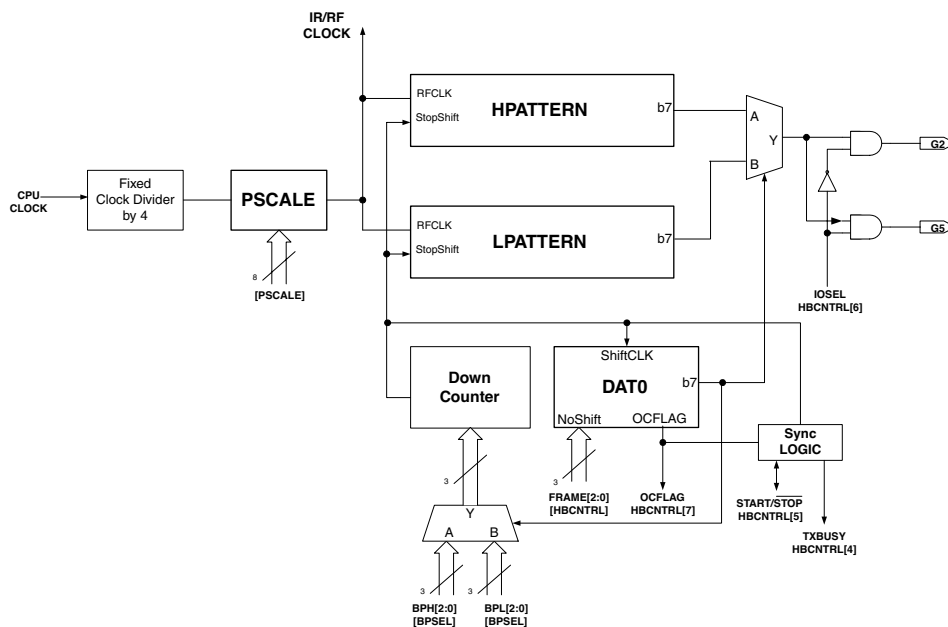 IR/RF
CLOCK
RFCLK
HPATTERN
b7
StopShift
A
Y
B
G2
CPU
CLOCK
Fixed
Clock Divider
by 4
PSCALE
RFCLK
LPATTERN
b7
StopShift
G5
8
[PSCALE]
IOSEL
HBCNTRL[6]
Down
Counter
ShiftCLK
DAT0
b7
NoShift
OCFLAG
Sync
LOGIC
3
3
FRAME[2:0]
[HBCNTRL]
OCFLAG
HBCNTRL[7]
START/STOP
HBCNTRL[5]
TXBUSY
HBCNTRL[4]
Y
A
B
3
3
BPH[2:0]
[BPSEL]
BPL[2:0]
[BPSEL]